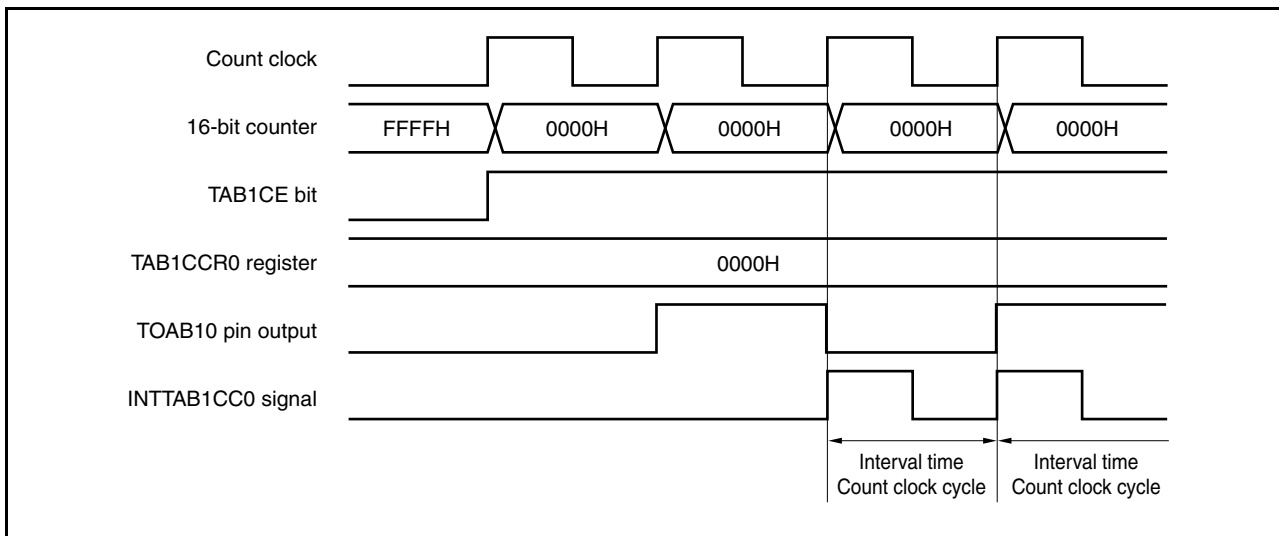 Count clock
16-bit counter FFFFH 0000H 0000H 0000H 0000H
TAB1CE bit
TAB1CCR0 register 0000H
TOAB10 pin output
INTTAB1CC0 signal
Interval time Interval time
Count clock cycle Count clock cycle